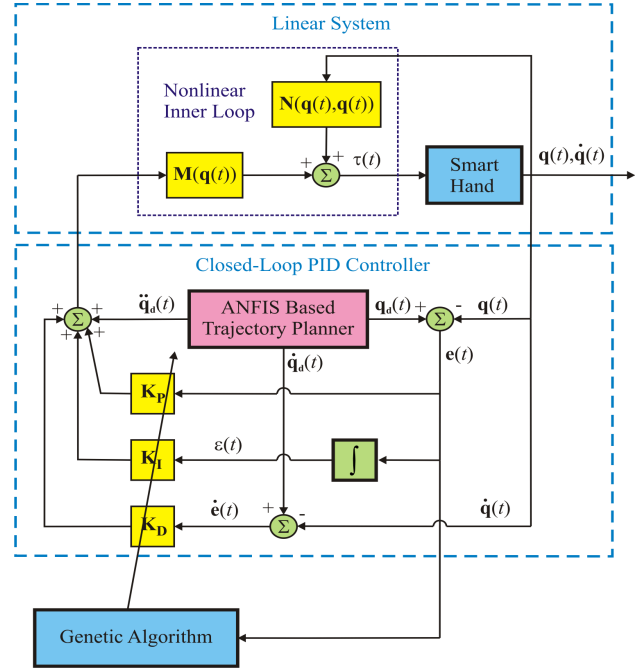 Linear System
Nonlinear
Inner Loop
N(q(t),q(t))
+ +
τ(t)
M(q(t))
Σ
Smart
Hand
q(t),q̇(t)
Closed-Loop PID Controller
+ + + + +
Σ
q̈d(t)
ANFIS Based
Trajectory Planner
qd(t)
+ -
Σ
q(t)
q̇d(t)
e(t)
KP
KI
ε(t)
∫
KD
ė(t)
+ -
Σ
q̇(t)
Genetic Algorithm